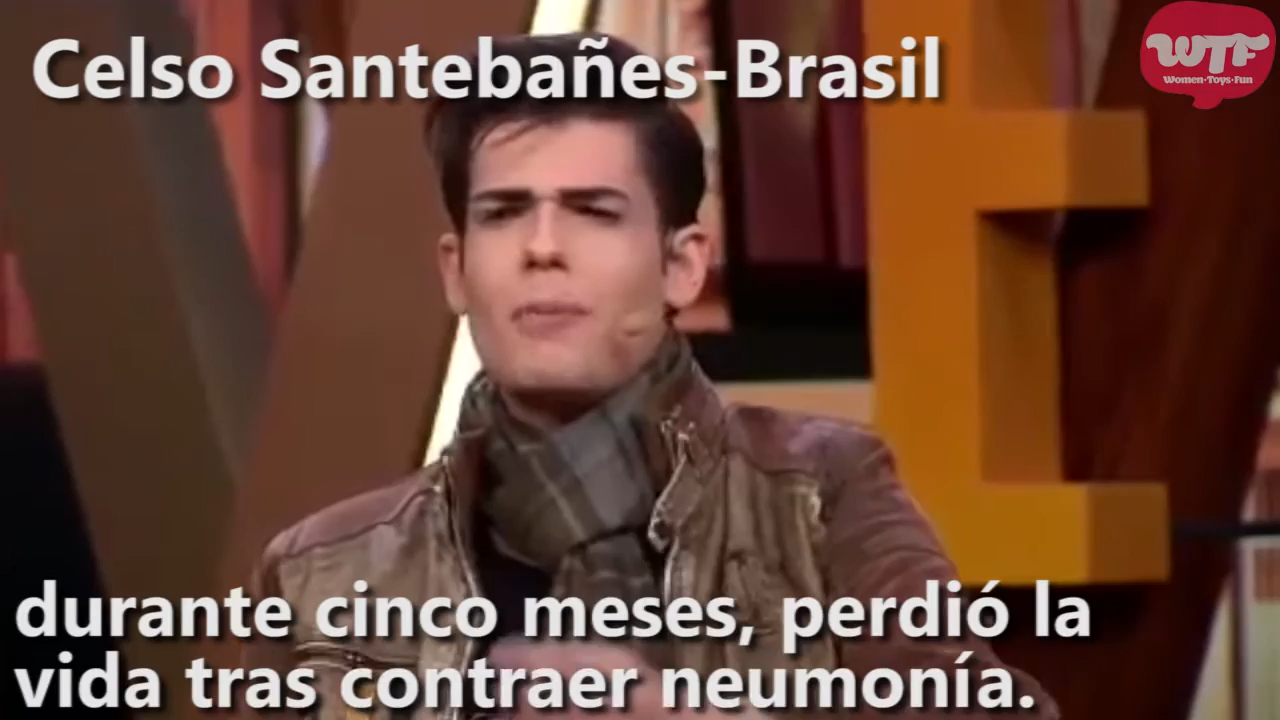 Celso Santebañes-Brasil
WTF
Women·Toys·Fun
durante cinco meses, perdió la
vida tras contraer neumonía.